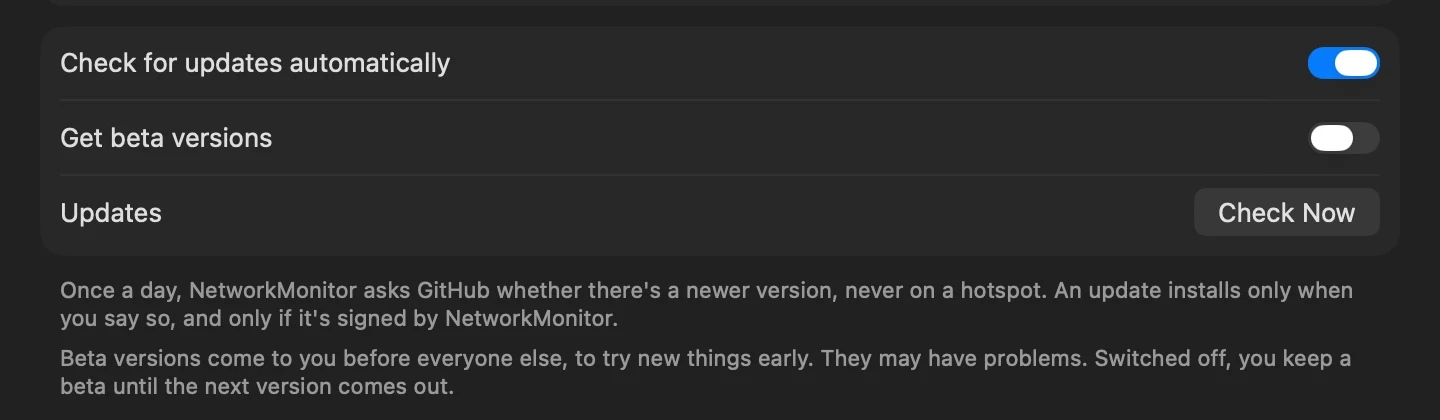 Check for updates automatically
Get beta versions
Updates
Check Now
Once a day, NetworkMonitor asks GitHub whether there's a newer version, never on a hotspot. An update installs only when
you say so, and only if it's signed by NetworkMonitor.
Beta versions come to you before everyone else, to try new things early. They may have problems. Switched off, you keep a
beta until the next version comes out.